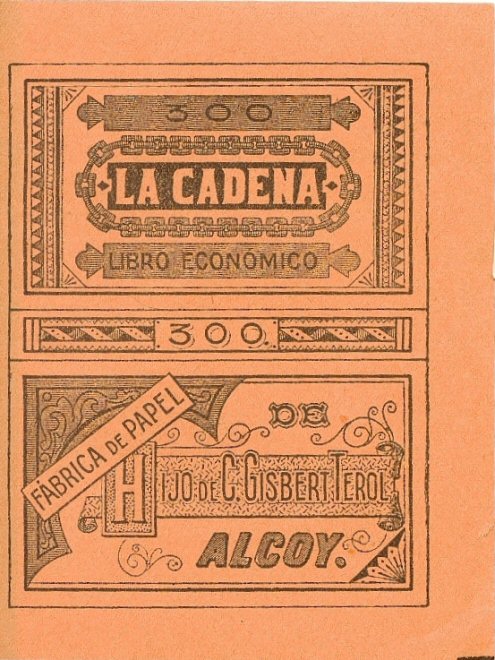 300
LA CADENA
LIBRO ECONÓMICO
300.
FÁBRICA DE PAPEL
DE
HIJO DE C. GISBERT TEROL
ALCOY.